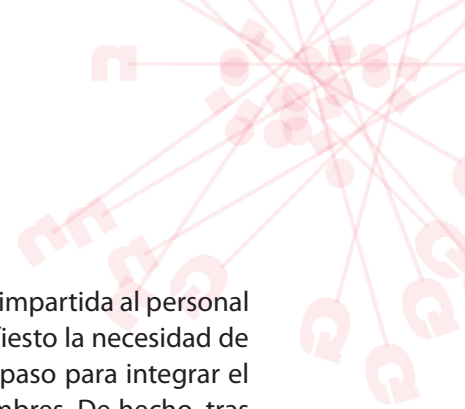 impartida al personal
fiesto la necesidad de
paso para integrar el
mbres. De hecho, tras